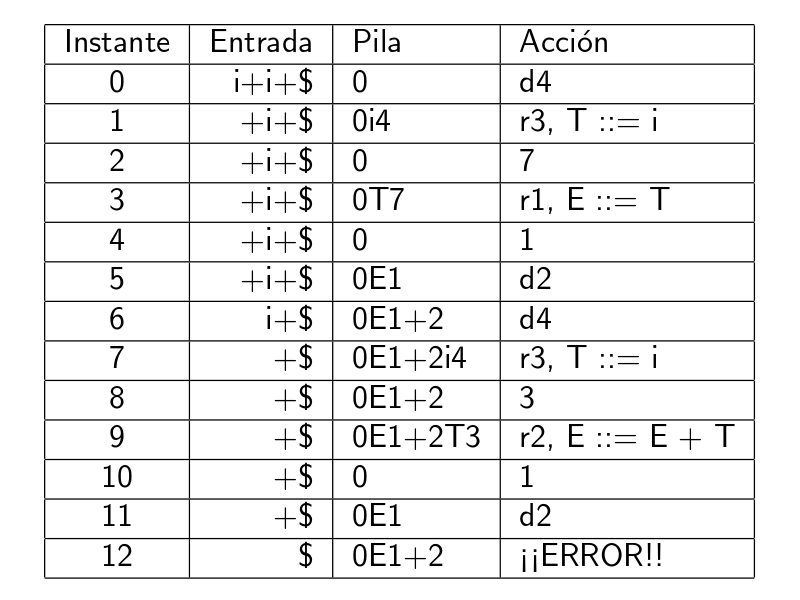 Instante Entrada Pila Acción
0 i+i+$ 0 d4
1 +i+$ 0i4 r3, T ::= i
2 +i+$ 0 7
3 +i+$ 0T7 r1, E ::= T
4 +i+$ 0 1
5 +i+$ 0E1 d2
6 i+$ 0E1+2 d4
7 +$ 0E1+2i4 r3, T ::= i
8 +$ 0E1+2 3
9 +$ 0E1+2T3 r2, E ::= E + T
10 +$ 0 1
11 +$ 0E1 d2
12 $ 0E1+2 ¡¡ERROR!!